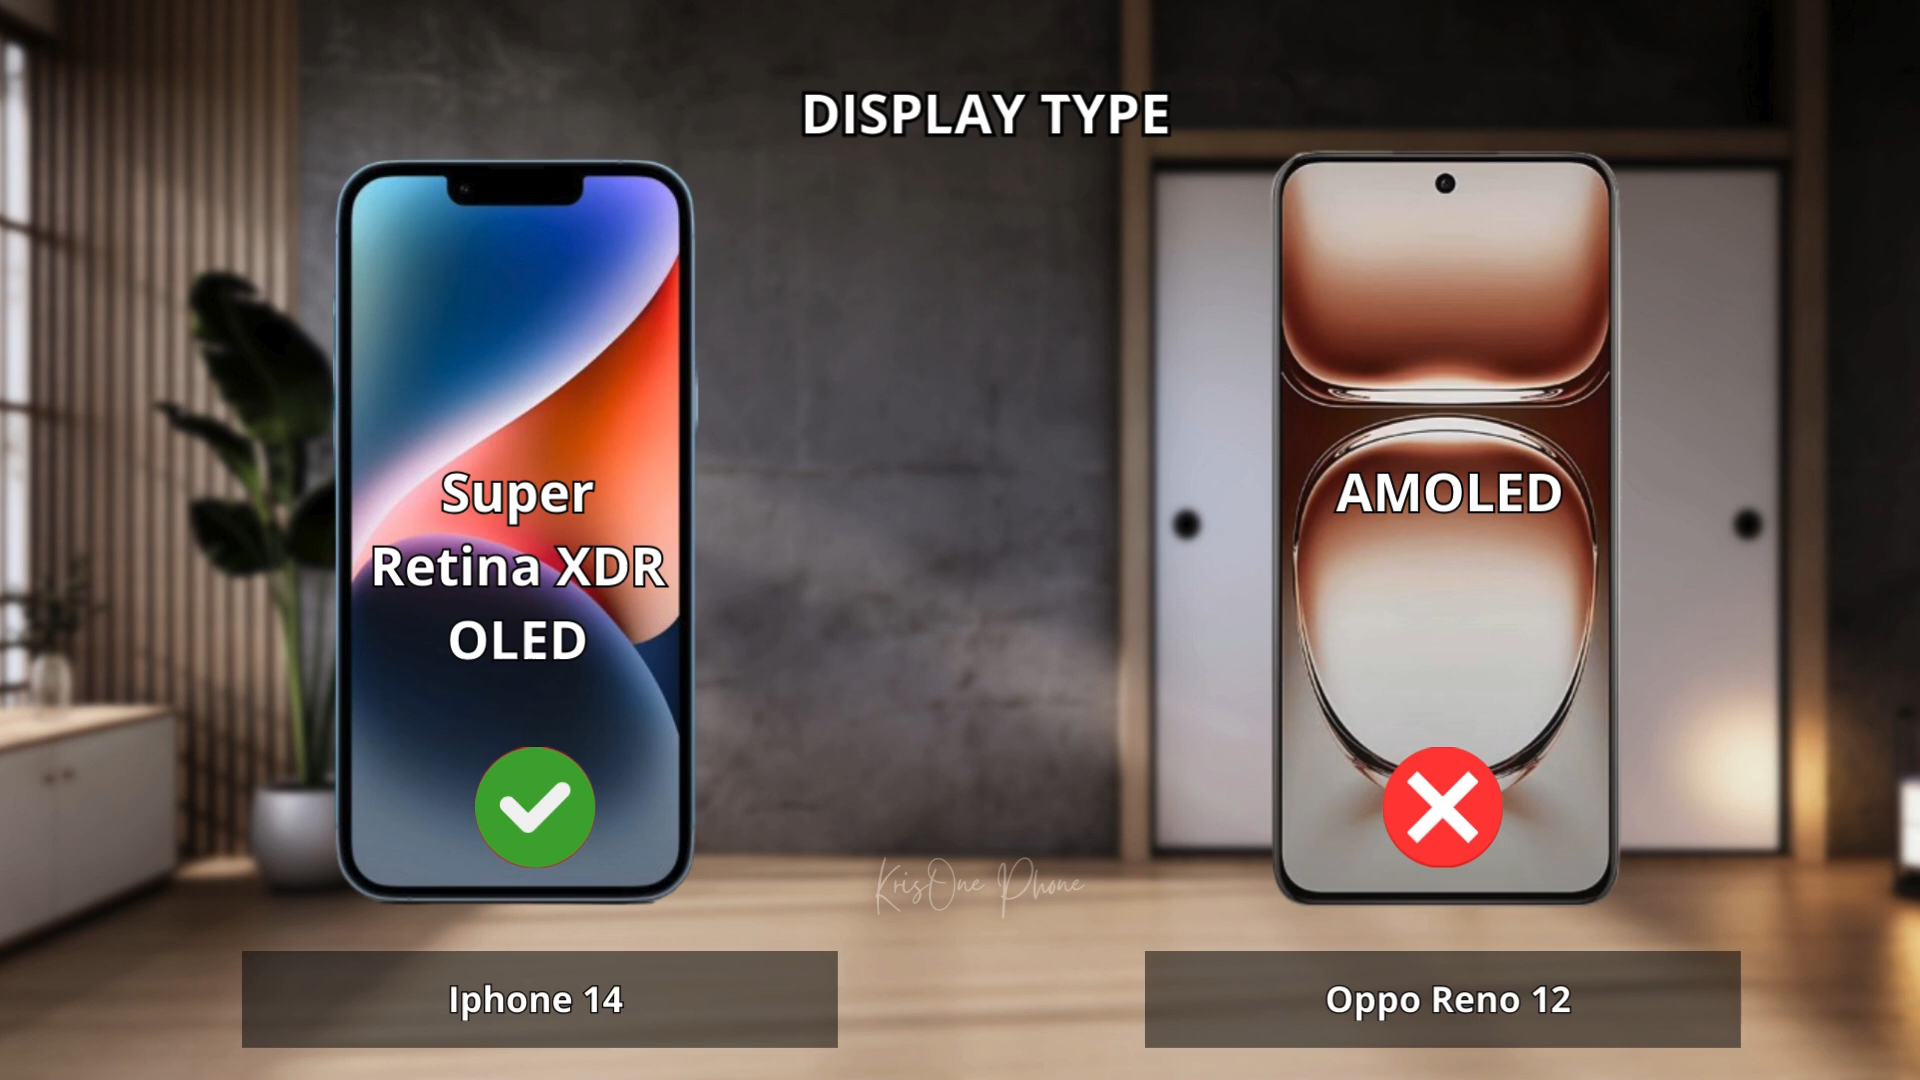 DISPLAY TYPE
Super
Retina XDR
OLED
AMOLED
KrisOne Phone
Iphone 14
Oppo Reno 12